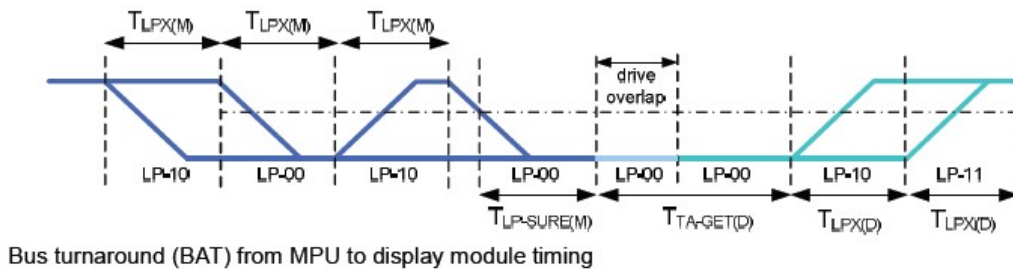 TLPX(M) TLPX(M) TLPX(M)
drive
overlap
LP-10 LP-00 LP-10 LP-00 LP-00 LP-00 LP-10 LP-11
TLP-SURE(M) TTA-GET(D) TLPX(D) TLPX(D)
Bus turnaround (BAT) from MPU to display module timing